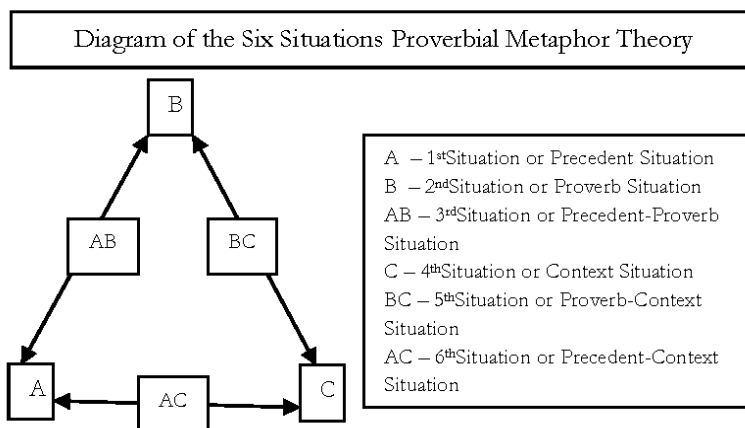 Diagram of the Six Situations Proverbial Metaphor Theory
B
AB
BC
A
AC
C
A – 1stSituation or Precedent Situation
B – 2ndSituation or Proverb Situation
AB – 3rdSituation or Precedent-Proverb
Situation
C – 4thSituation or Context Situation
BC – 5thSituation or Proverb-Context
Situation
AC – 6thSituation or Precedent-Context
Situation